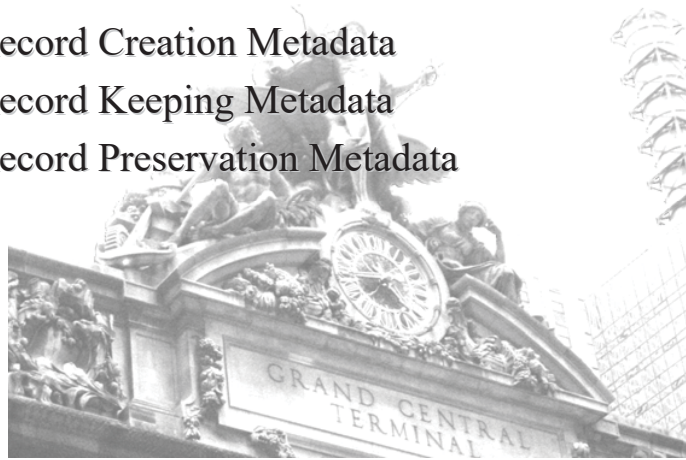 ecord Creation Metadata
ecord Keeping Metadata
ecord Preservation Metadata
GRAND CENTRAL
TERMINAL